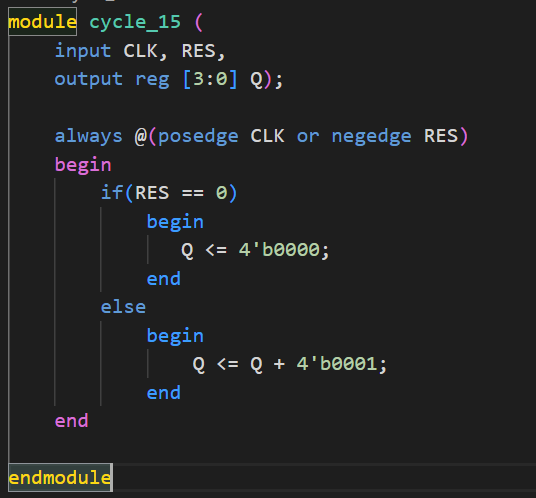 module cycle_15 (
    input CLK, RES,
    output reg [3:0] Q);

    always @(posedge CLK or negedge RES)
    begin
        if(RES == 0)
            begin
               Q <= 4'b0000;
            end
        else
            begin
                Q <= Q + 4'b0001;
            end
    end

endmodule